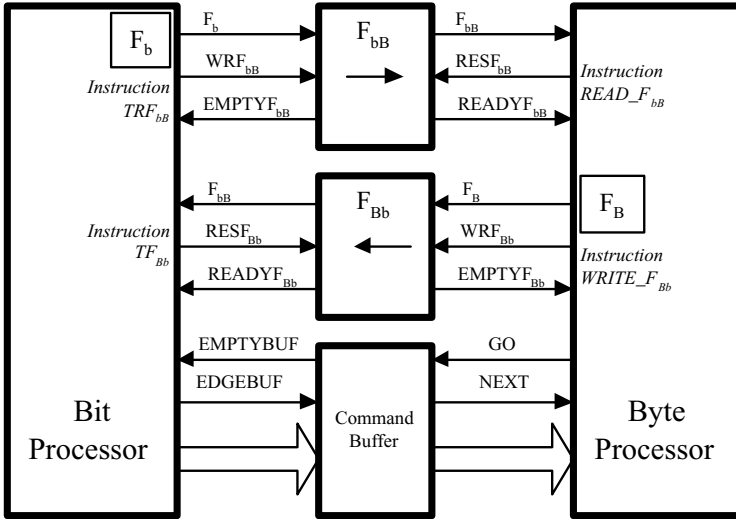 F_b F_bB F_bB
F_b
F_bB
WRF_bB RESF_bB
Instruction
TRF_bB
Instruction
READ_F_bB
EMPTYF_bB READYF_bB
F_bB F_Bb F_B
F_B
Instruction
TF_Bb
RESF_Bb WRF_Bb
Instruction
WRITE_F_Bb
READYF_Bb EMPTYF_Bb
EMPTYBUF GO
EDGEBUF NEXT
Bit
Processor
Command
Buffer
Byte
Processor